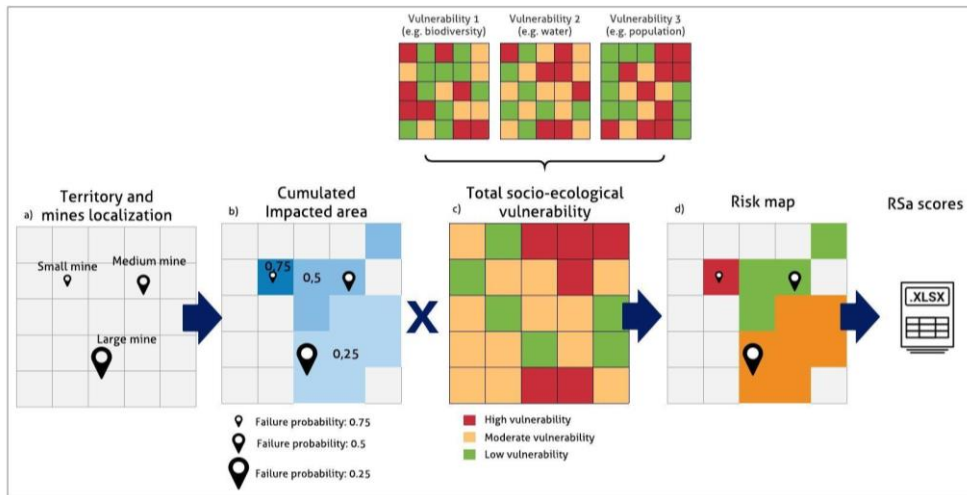 Vulnerability 1
(e.g. biodiversity)
Vulnerability 2
(e.g. water)
Vulnerability 3
(e.g. population)
a)
Territory and
mines localization
Small mine
Medium mine
Large mine
b)
Cumulated
Impacted area
0,75
0,5
0,25
Failure probability: 0.75
Failure probability: 0.5
Failure probability: 0.25
X
c)
Total socio-ecological
vulnerability
High vulnerability
Moderate vulnerability
Low vulnerability
d)
Risk map
RSa scores
.XLSX